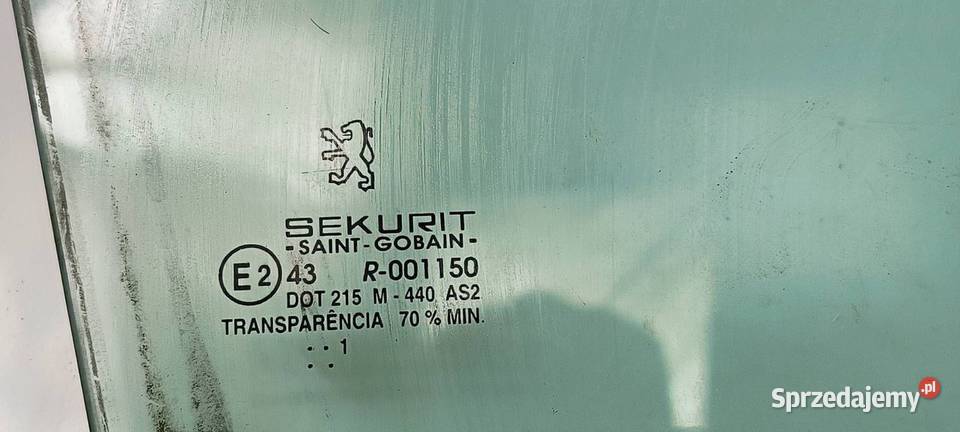 SEKURIT
- SAINT-GOBAIN -
E2 43 R-001150
DOT 215 M-440 AS2
TRANSPARÊNCIA 70 % MIN.
. . 1
. .
Sprzedajemy.pl